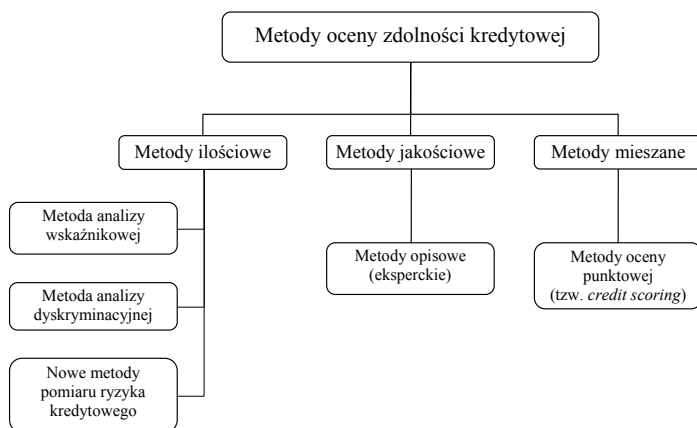 Metody oceny zdolności kredytowej
Metody ilościowe
Metody jakościowe
Metody mieszane
Metoda analizy
wskaźnikowej
Metoda analizy
dyskryminacyjnej
Nowe metody
pomiaru ryzyka
kredytowego
Metody opisowe
(eksperckie)
Metody oceny
punktowej
(tzw. credit scoring)